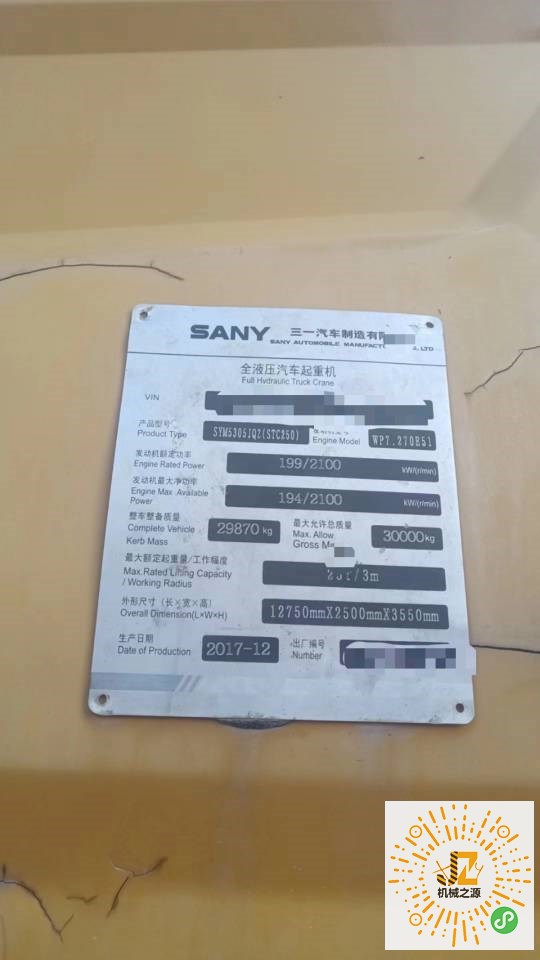 SANY 三一汽车制造有限
SANY AUTOMOBILE MANUFACTU LTD
全液压汽车起重机
Full Hydraulic Truck Crane
VIN
产品型号
Product Type SYM5305JQZ(STC250) Engine Model WP7.270E51
发动机额定功率
Engine Rated Power 199/2100 kW/(r/min)
发动机最大净功率
Engine Max .Available Power 194/2100 kW/(r/min)
整车整备质量 最大允许总质量
Complete Vehicle Kerb Mass 29870 kg Max. Allow Gross 30000kg
最大额定起重量/工作幅度
Max.Rated Lifting Capacity / Working Radius 25t/3m
外形尺寸(长×宽×高)
Overall Dimension(L×W×H) 12750mmX2500mmX3550mm
生产日期 出厂编号
Date of Production 2017-12 Number
JZ
机械之源